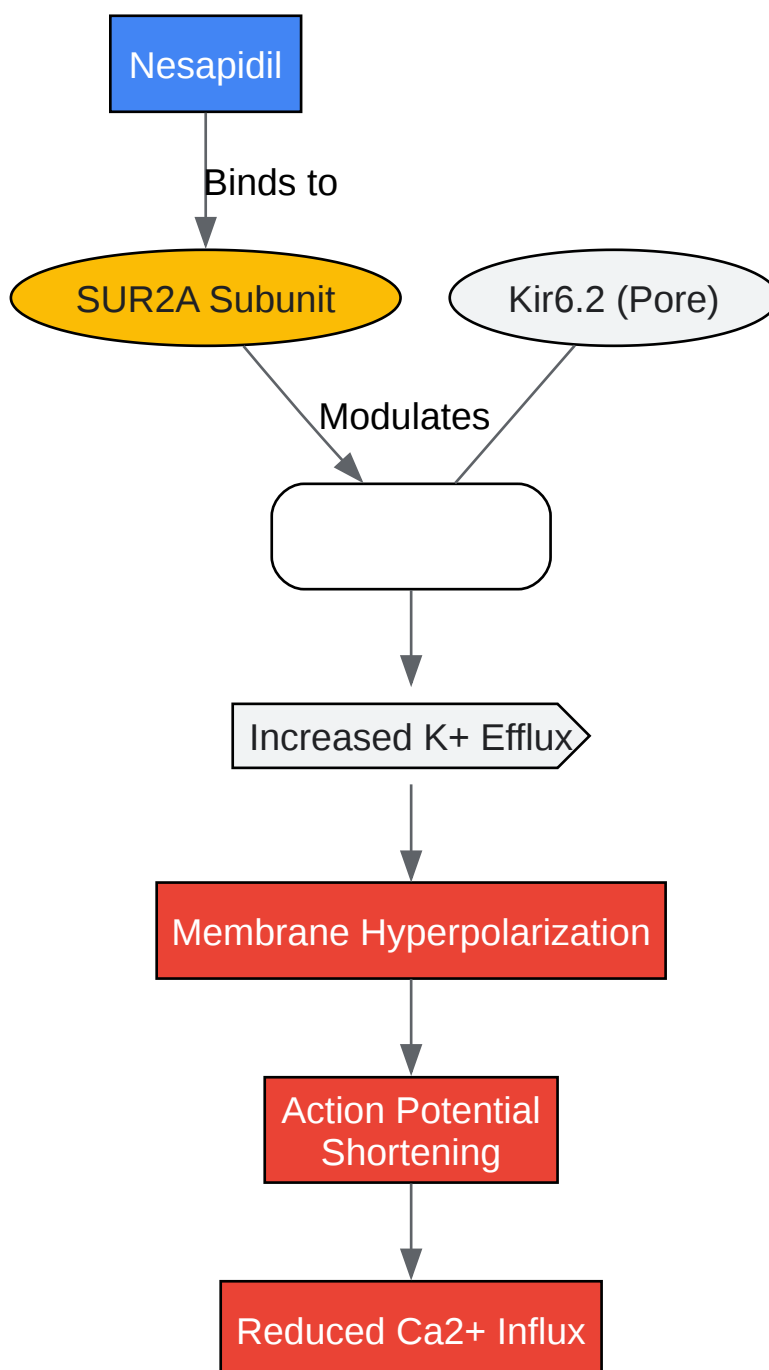 Nesapidil
Binds to
SUR2A Subunit
Kir6.2 (Pore)
Modulates
Increased K+ Efflux
Membrane Hyperpolarization
Action Potential
Shortening
Reduced Ca2+ Influx